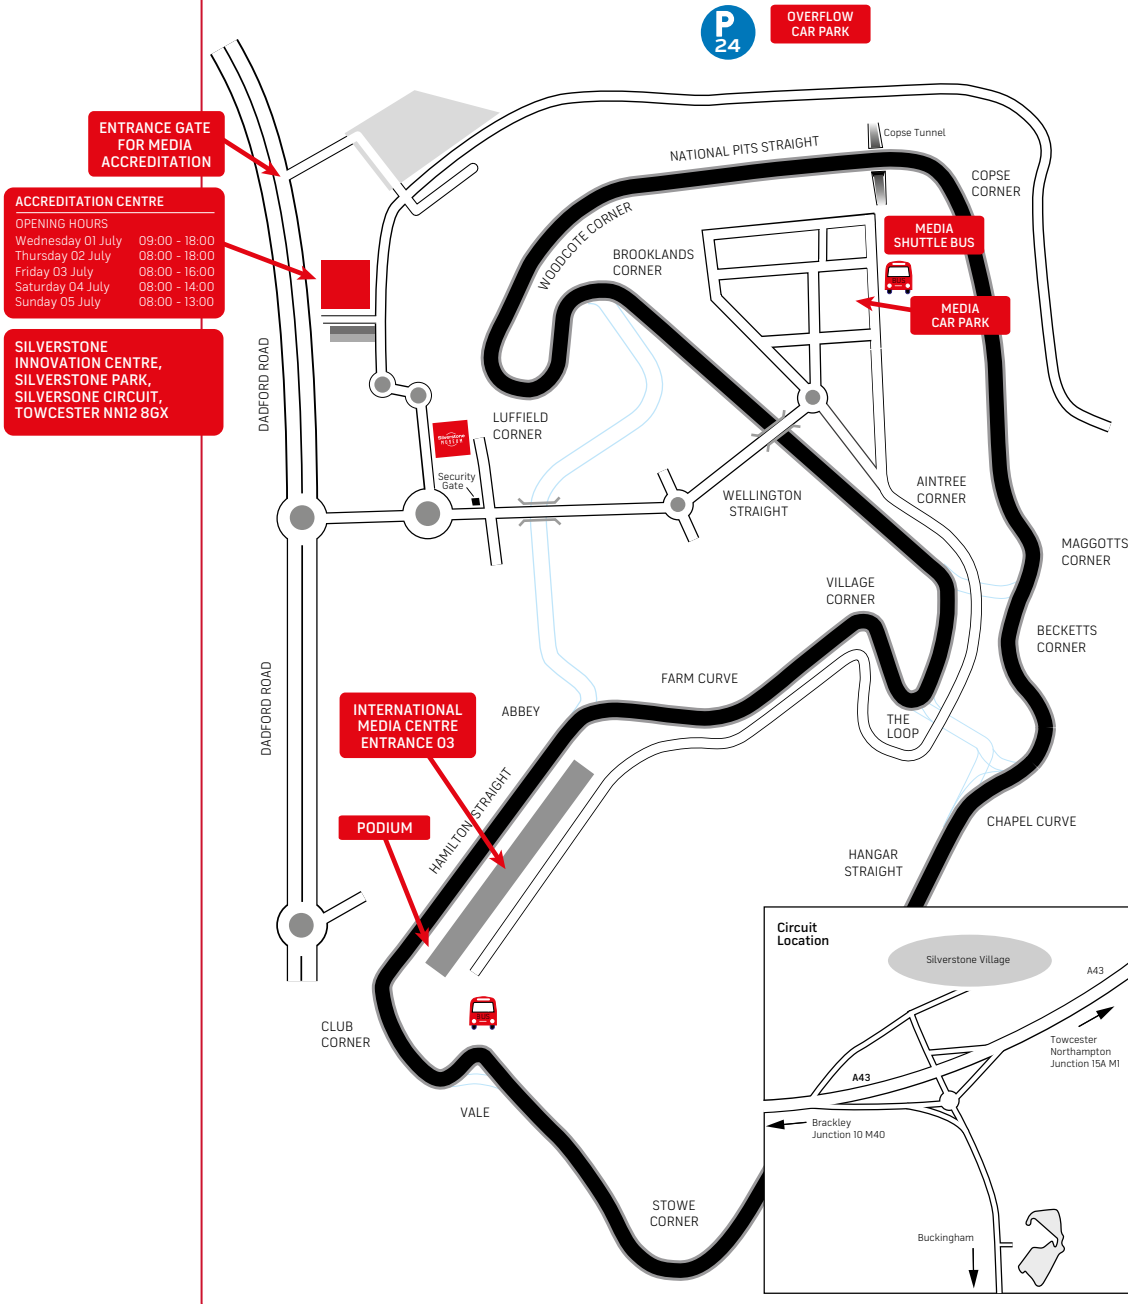 P
24
OVERFLOW
CAR PARK
ENTRANCE GATE
FOR MEDIA
ACCREDITATION
ACCREDITATION CENTRE
OPENING HOURS
Wednesday 01 July 09:00 - 18:00
Thursday 02 July 08:00 - 18:00
Friday 03 July 08:00 - 16:00
Saturday 04 July 08:00 - 14:00
Sunday 05 July 08:00 - 13:00
SILVERSTONE
INNOVATION CENTRE,
SILVERSTONE PARK,
SILVERSONE CIRCUIT,
TOWCESTER NN12 8GX
DADFORD ROAD
DADFORD ROAD
Copse Tunnel
NATIONAL PITS STRAIGHT
COPSE
CORNER
WOODCOTE CORNER
BROOKLANDS
CORNER
MEDIA
SHUTTLE BUS
BUS
MEDIA
CAR PARK
LUFFIELD
CORNER
Silverstone
MUSEUM
Security
Gate
WELLINGTON
STRAIGHT
AINTREE
CORNER
MAGGOTTS
CORNER
VILLAGE
CORNER
BECKETTS
CORNER
FARM CURVE
ABBEY
THE
LOOP
INTERNATIONAL
MEDIA CENTRE
ENTRANCE 03
HAMILTON STRAIGHT
PODIUM
CHAPEL CURVE
HANGAR
STRAIGHT
CLUB
CORNER
BUS
VALE
STOWE
CORNER
Circuit
Location
Silverstone Village
A43
Towcester
Northampton
Junction 15A M1
A43
Brackley
Junction 10 M40
Buckingham